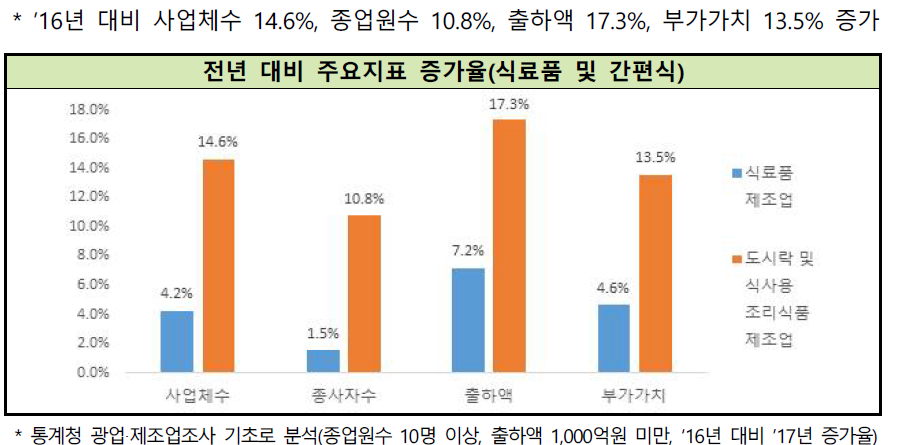 * ’16년 대비 사업체수 14.6%, 종업원수 10.8%, 출하액 17.3%, 부가가치 13.5% 증가
전년 대비 주요지표 증가율(식료품 및 간편식)
18.0%
16.0%
14.0%
12.0%
10.0%
8.0%
6.0%
4.0%
2.0%
0.0%
4.2%
14.6%
1.5%
10.8%
7.2%
17.3%
4.6%
13.5%
사업체수
종사자수
출하액
부가가치
식료품
제조업
도시락 및
식사용
조리식품
제조업
* 통계청 광업·제조업조사 기초로 분석(종업원수 10명 이상, 출하액 1,000억원 미만, ‘16년 대비 ’17년 증가율)